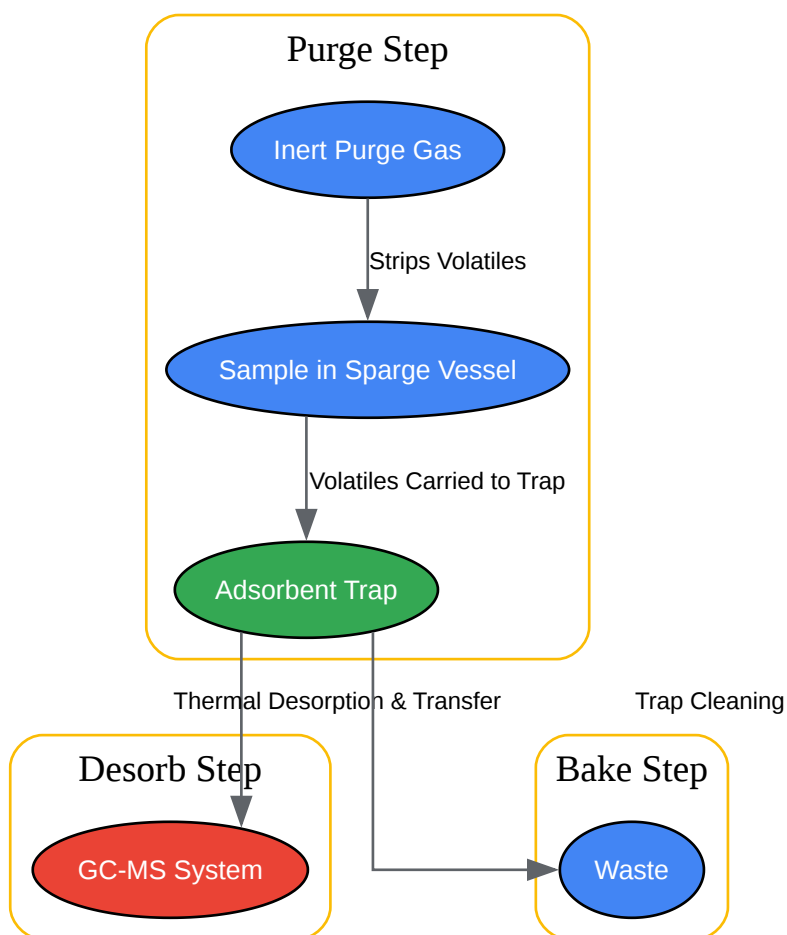 Purge Step
Inert Purge Gas
Strips Volatiles
Sample in Sparge Vessel
Volatiles Carried to Trap
Adsorbent Trap
Thermal Desorption & Transfer
Trap Cleaning
Desorb Step
Bake Step
GC-MS System
Waste